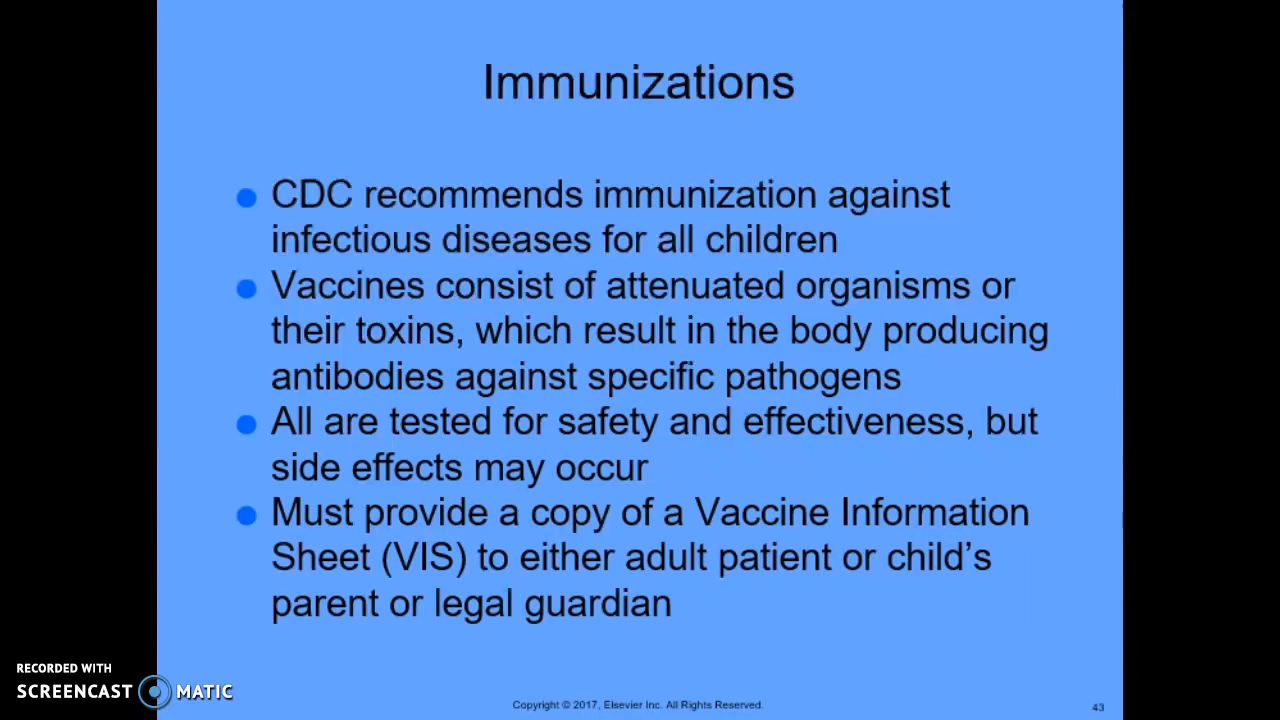 Immunizations
CDC recommends immunization against
infectious diseases for all children
Vaccines consist of attenuated organisms or
their toxins, which result in the body producing
antibodies against specific pathogens
All are tested for safety and effectiveness, but
side effects may occur
Must provide a copy of a Vaccine Information
Sheet (VIS) to either adult patient or child’s
parent or legal guardian
RECORDED WITH
SCREENCAST MATIC
Copyright © 2017, Elsevier Inc. All Rights Reserved.
43